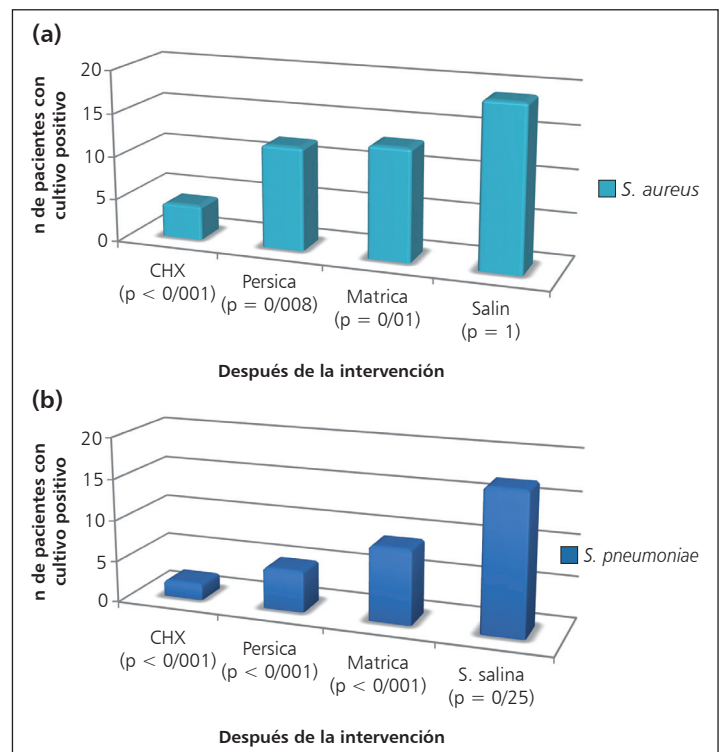 (a)
n de pacientes con
cultivo positivo
20
15
10
5
0
CHX
(p < 0/001)
Persica
(p = 0/008)
Matrica
(p = 0/01)
Salin
(p = 1)
S. aureus
Después de la intervención
(b)
n de pacientes con
cultivo positivo
20
15
10
5
0
CHX
(p < 0/001)
Persica
(p < 0/001)
Matrica
(p < 0/001)
S. salina
(p = 0/25)
S. pneumoniae
Después de la intervención